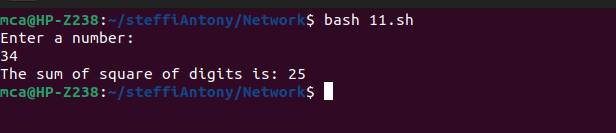 mca@HP-Z238:~/steffiAntony/Network$ bash 11.sh
Enter a number:
34
The sum of square of digits is: 25
mca@HP-Z238:~/steffiAntony/Network$